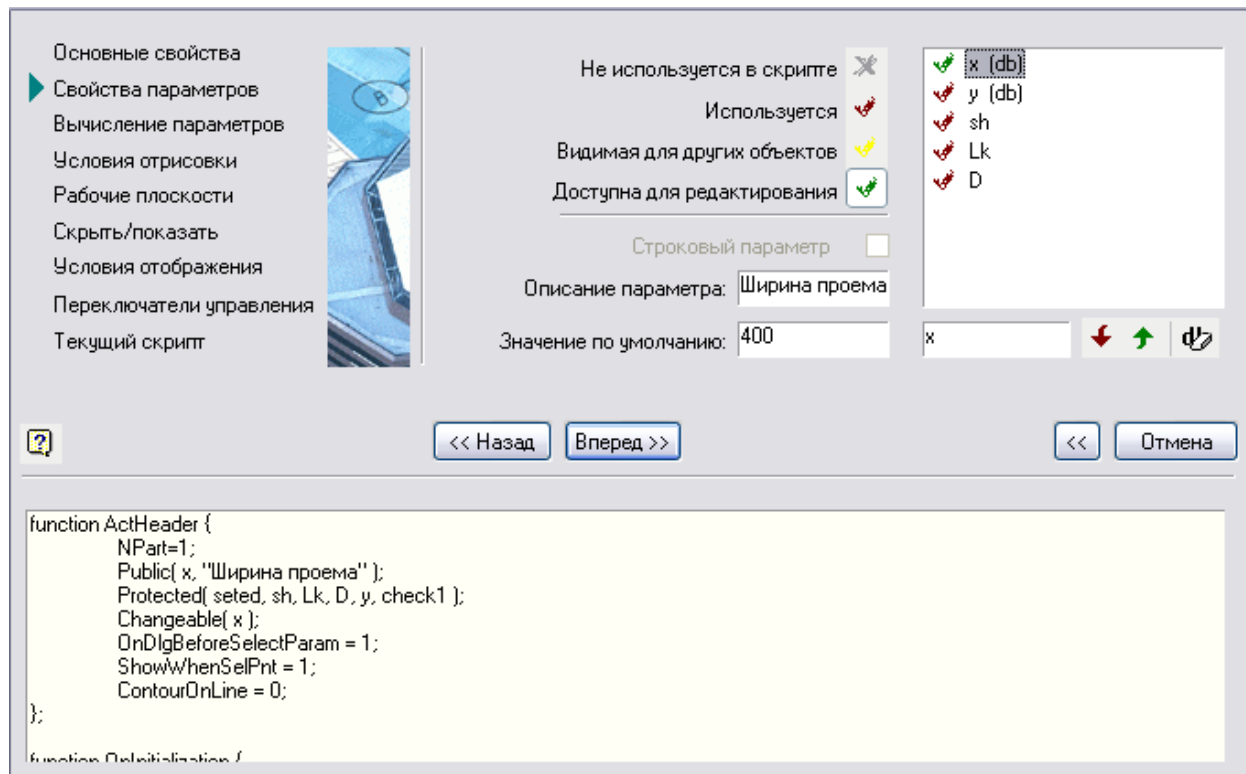 Основные свойства
Свойства параметров
Вычисление параметров
Условия отрисовки
Рабочие плоскости
Скрыть/показать
Условия отображения
Переключатели управления
Текущий скрипт
B
Не используется в скрипте
Используется
Видимая для других объектов
Доступна для редактирования
Строковый параметр
Описание параметра: Ширина проема
Значение по умолчанию: 400
x (db)
y (db)
sh
Lk
D
x
<< Назад Вперед >> << Отмена
function ActHeader {
NPart=1;
Public( x, "Ширина проема" );
Protected( seted, sh, Lk, D, y, check1 );
Changeable( x );
OnDlgBeforeSelectParam = 1;
ShowWhenSelPnt = 1;
ContourOnLine = 0;
};
function OnInitialization {